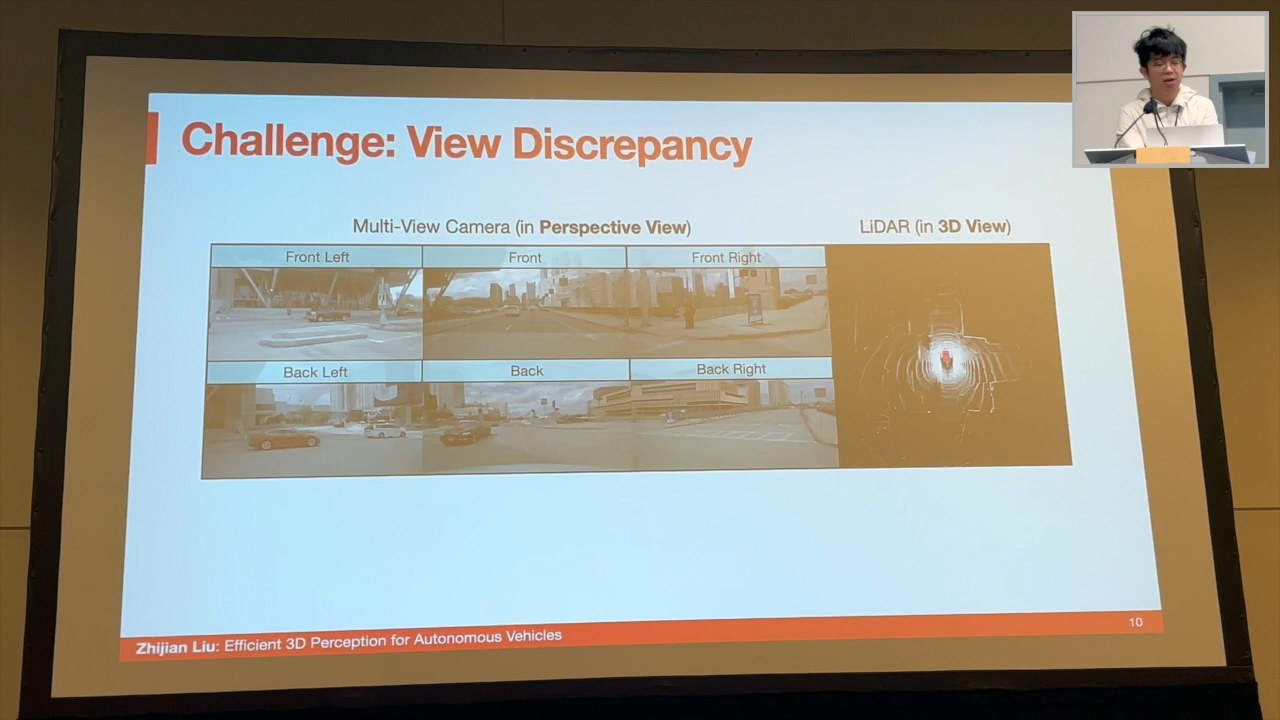 Challenge: View Discrepancy
Multi-View Camera (in Perspective View)
LiDAR (in 3D View)
Front Left
Front
Front Right
Back Left
Back
Back Right
Zhijian Liu: Efficient 3D Perception for Autonomous Vehicles
10